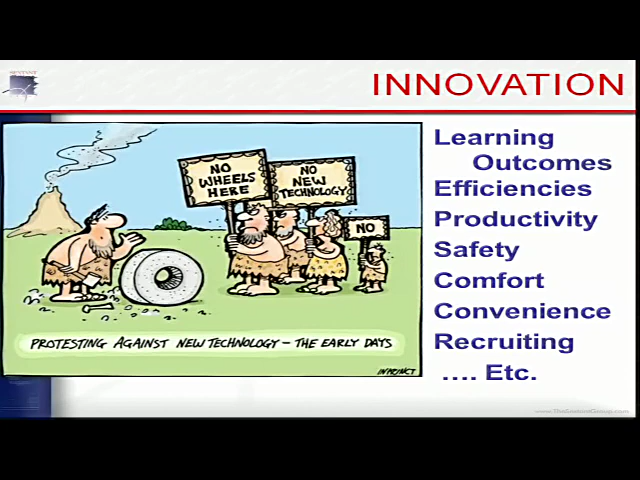 INNOVATION
Learning
Outcomes
Efficiencies
Productivity
Safety
Comfort
Convenience
Recruiting
.... Etc.
NO
WHEELS
HERE
NO
NEW
TECHNOLOGY
NO
PROTESTING AGAINST NEW TECHNOLOGY – THE EARLY DAYS